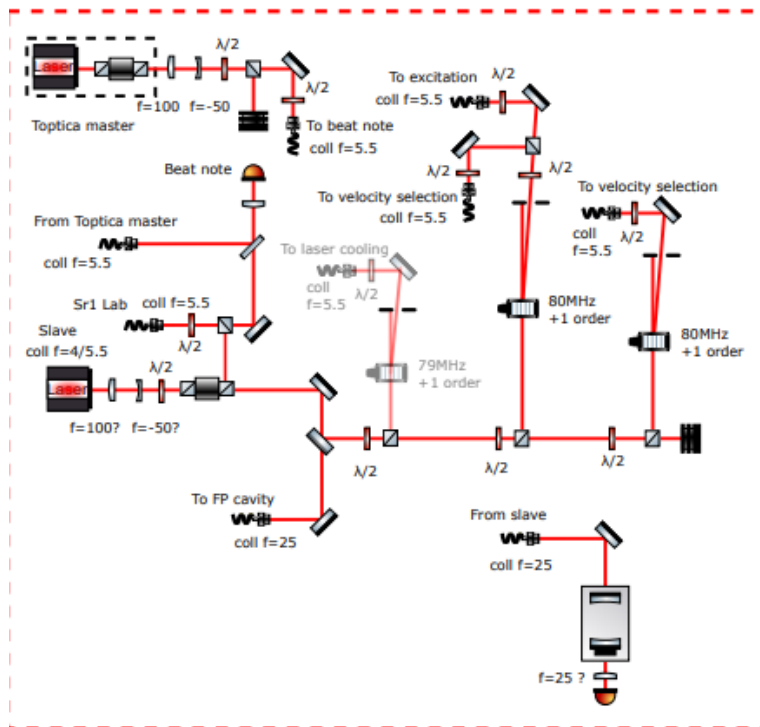 Laser
λ/2
f=100 f=-50
Toptica master
λ/2
To beat note
coll f=5.5
To excitation
coll f=5.5
λ/2
λ/2
λ/2
To velocity selection
coll f=5.5
To velocity selection
coll
f=5.5
λ/2
80MHz
+1 order
80MHz
+1 order
Beat note
From Toptica master
coll f=5.5
To laser cooling
coll
f=5.5
λ/2
79MHz
+1 order
Sr1 Lab
coll f=5.5
λ/2
Slave
coll f=4/5.5
λ/2
Laser
f=100? f=-50?
λ/2
λ/2
λ/2
To FP cavity
coll f=25
From slave
coll f=25
f=25 ?